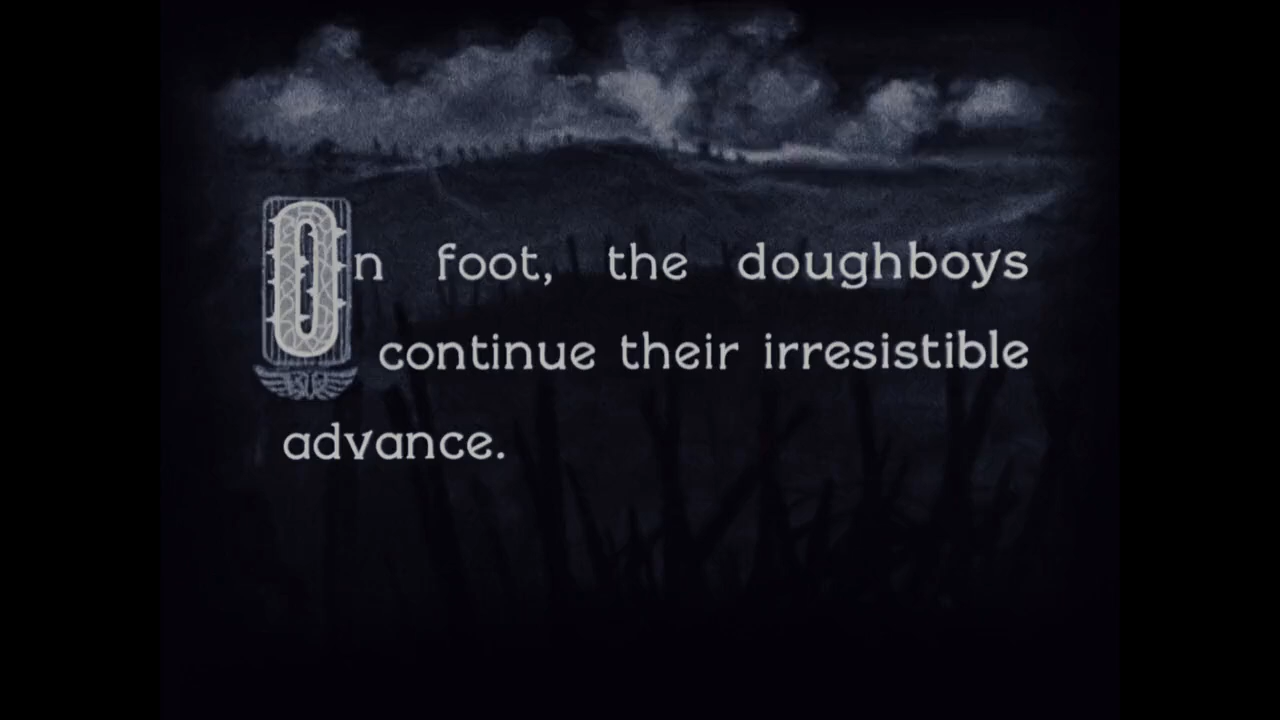 On foot, the doughboys
continue their irresistible
advance.